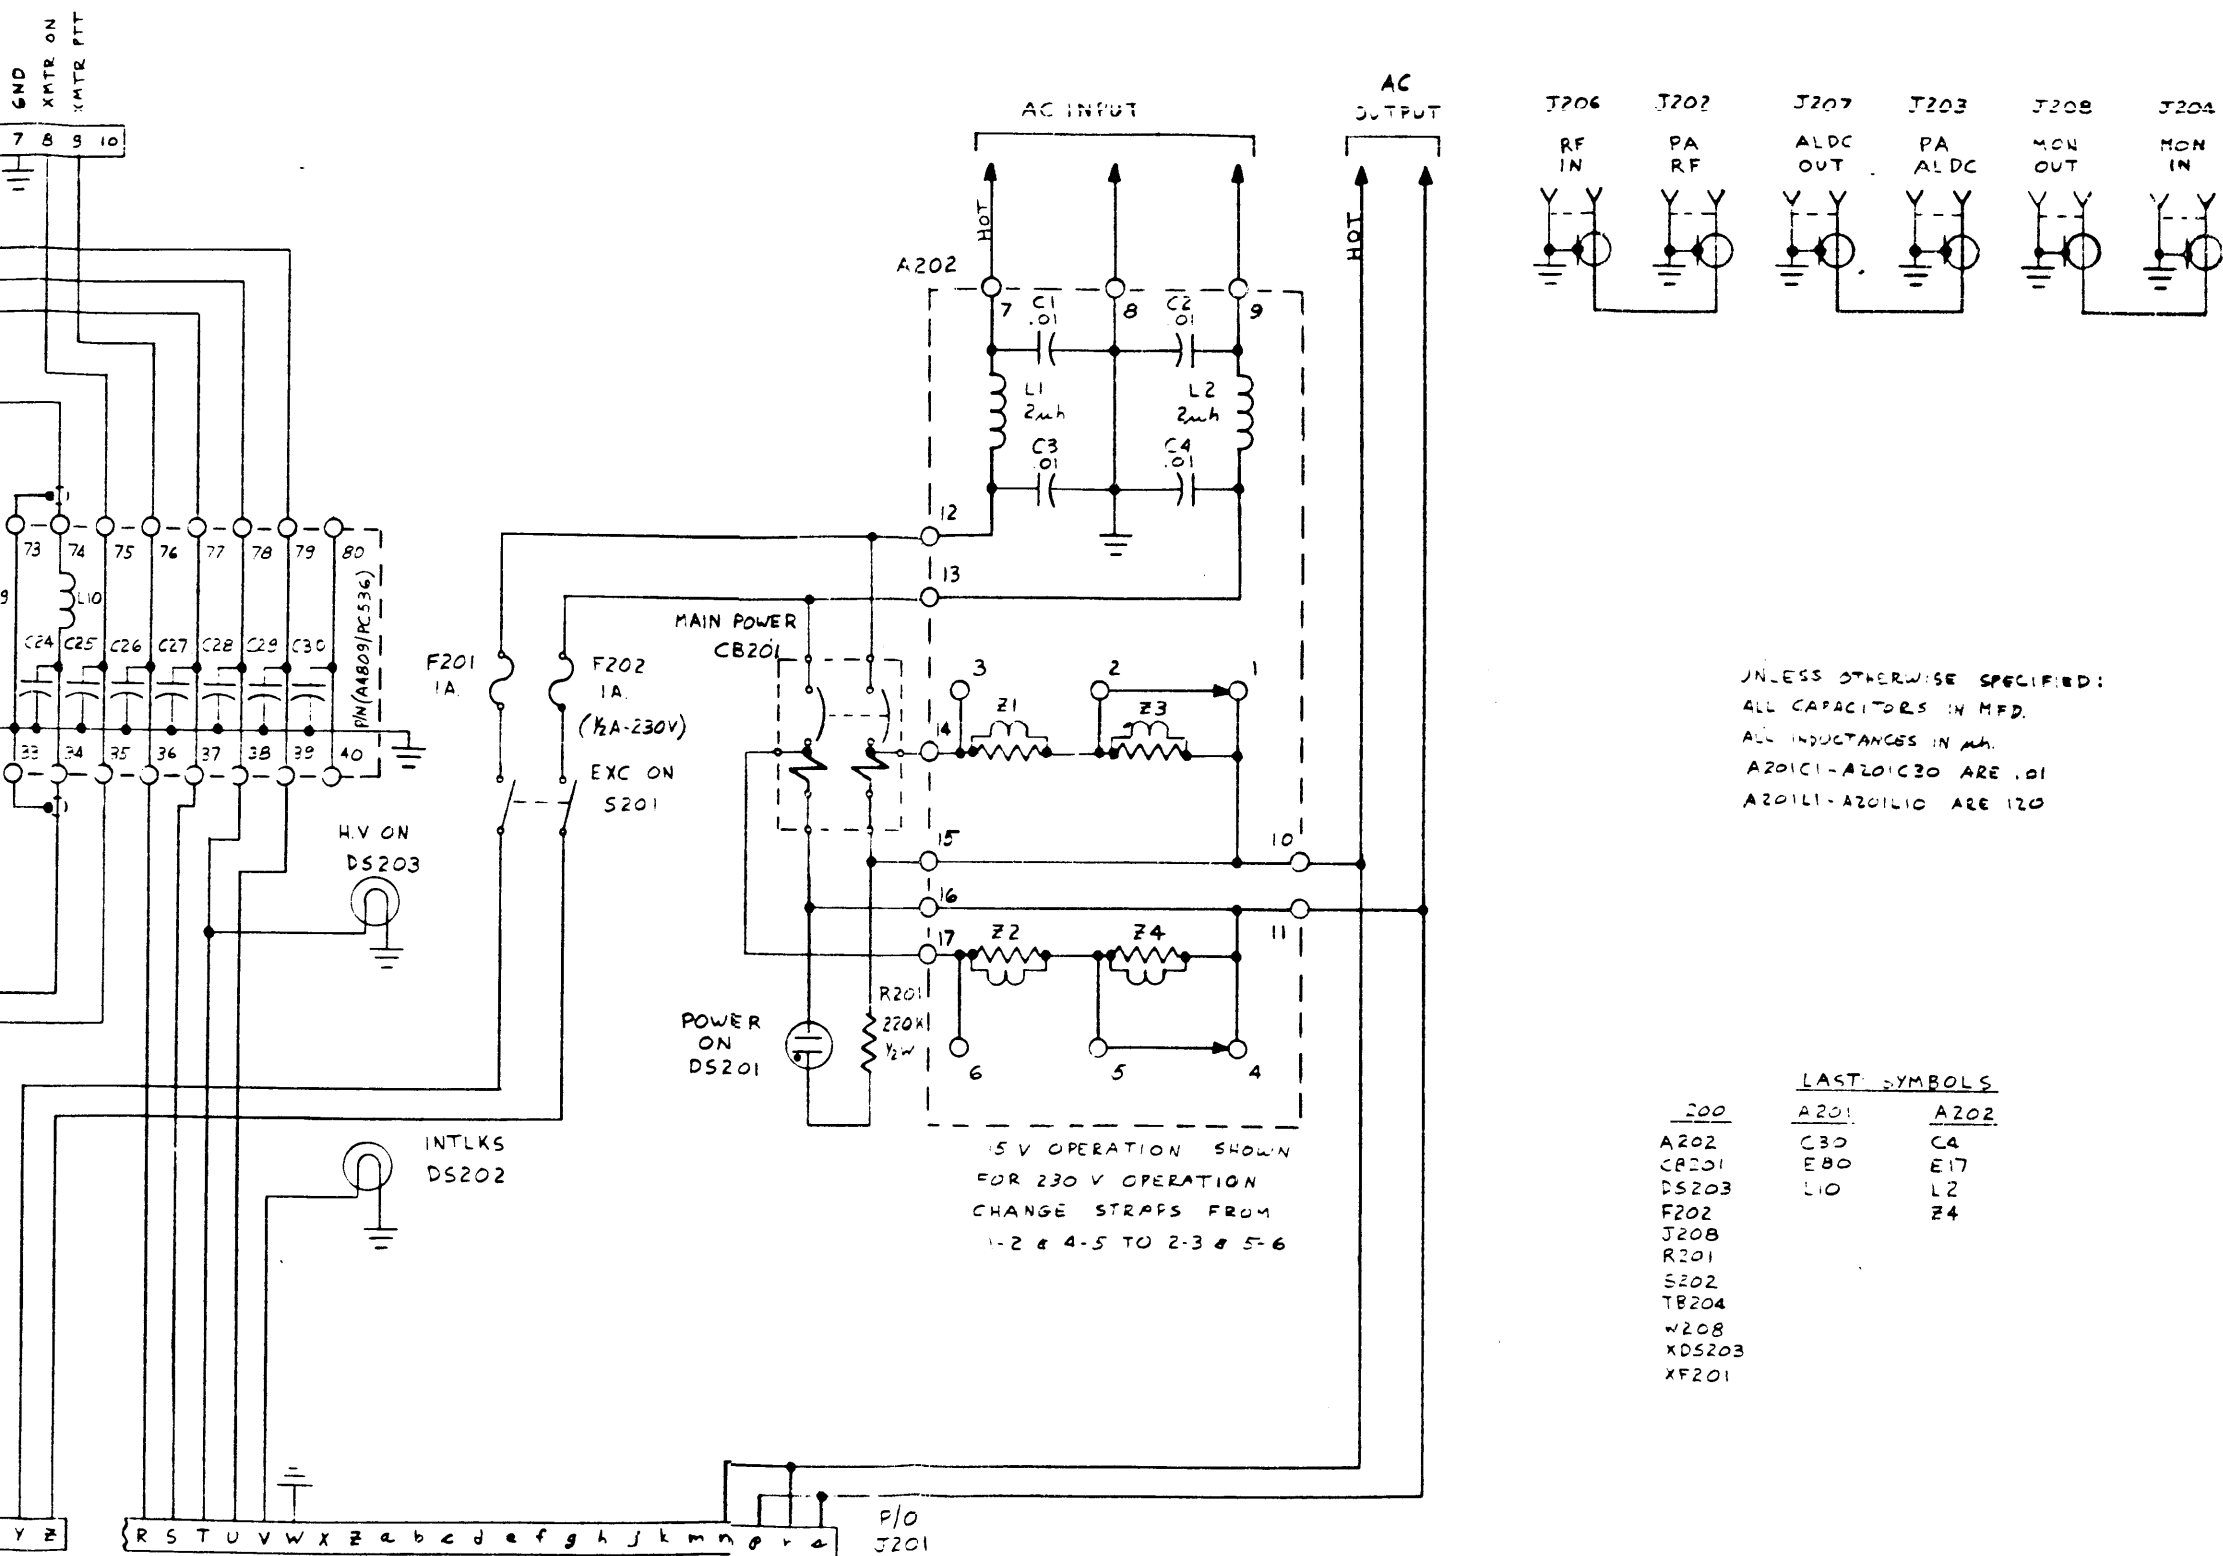 GND
XMTR ON
XMTR PTT
7 8 9 10
AC INPUT
AC
OUTPUT
HOT
HOT
J206
RF
IN
J202
PA
RF
J207
ALDC
OUT
J203
PA
ALDC
J208
MON
OUT
J204
MON
IN
A202
7
C1
.01
8
C2
.01
9
L1
2μh
L2
2μh
C3
.01
C4
.01
12
13
73 74 75 76 77 78 79 80
9
L10
P/N(A4809/PC536)
C24 C25 C26 C27 C28 C29 C30
33 34 35 36 37 38 39 40
MAIN POWER
CB201
F201
1A.
F202
1A.
(½A-230V)
EXC ON
S201
3
2
1
14
Z1
Z3
H.V ON
DS203
15
10
16
17
11
Z2
Z4
R201
220K
½W
POWER
ON
DS201
6
5
4
INTLKS
DS202
5 V OPERATION SHOWN
FOR 230 V OPERATION
CHANGE STRAPS FROM
1-2 & 4-5 TO 2-3 & 5-6
UNLESS OTHERWISE SPECIFIED:
ALL CAPACITORS IN MFD.
ALL INDUCTANCES IN μh.
A201C1-A201C30 ARE .01
A201L1-A201L10 ARE 120
LAST SYMBOLS
200 A201 A202
A202 C30 C4
CB201 E80 E17
DS203 L10 L2
F202 Z4
J208
R201
S202
TB204
W208
XDS203
XF201
Y Z
R S T U V W X Z a b c d e f g h j k m n p r s
P/O
J201